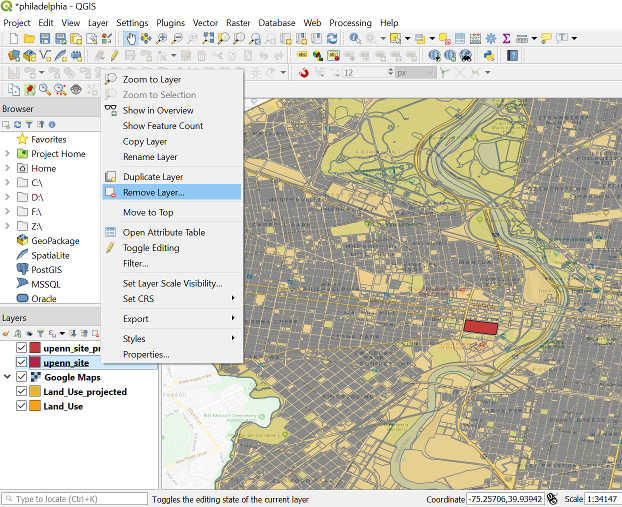 *philadelphia - QGIS
Project Edit View Layer Settings Plugins Vector Raster Database Web Processing Help
12 px
Browser
Favorites
Project Home
Home
C:\
D:\
F:\
Z:\
GeoPackage
SpatiaLite
PostGIS
MSSQL
Oracle
Zoom to Layer
Zoom to Selection
Show in Overview
Show Feature Count
Copy Layer
Rename Layer
Duplicate Layer
Remove Layer...
Move to Top
Open Attribute Table
Toggle Editing
Filter...
Set Layer Scale Visibility...
Set CRS
Export
Styles
Properties...
Layers
upenn_site_pr
upenn_site
Google Maps
Land_Use_projected
Land_Use
Type to locate (Ctrl+K) Toggles the editing state of the current layer Coordinate -75.25706,39.93942 Scale 1:34147